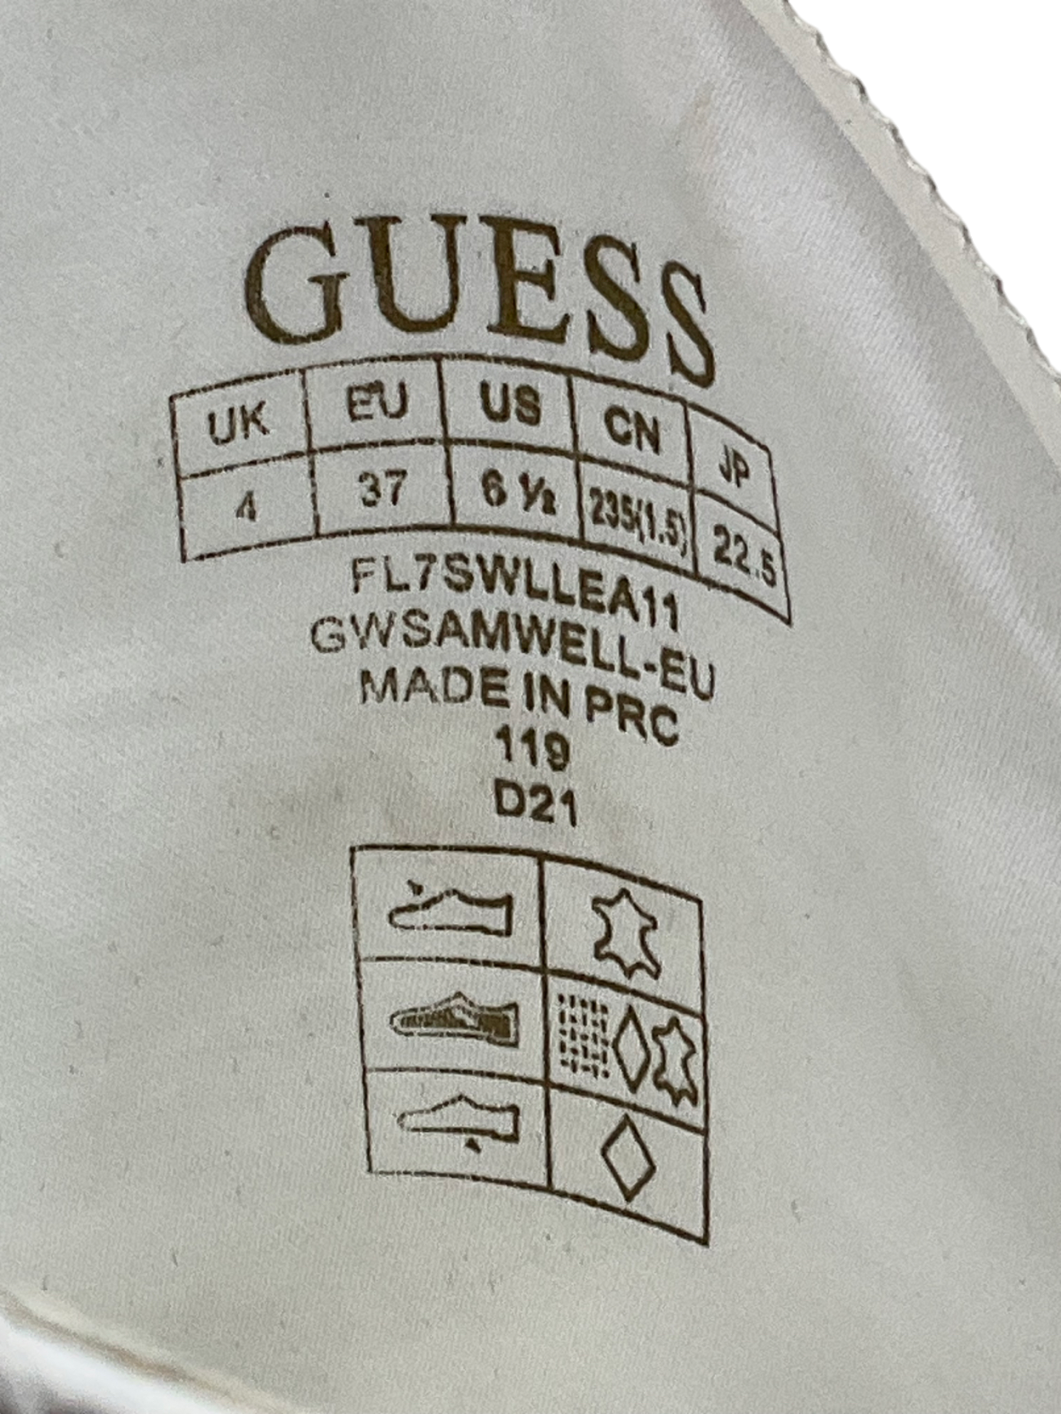 GUESS
UK EU US CN JP
4 37 6 ½ 235(1.5) 22.5
FL7SWLLEA11
GWSAMWELL-EU
MADE IN PRC
119
D21